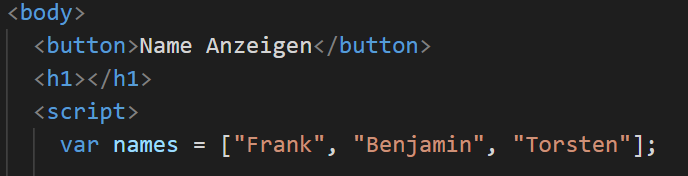 <body>
<button>Name Anzeigen</button>
<h1></h1>
<script>
var names = ["Frank", "Benjamin", "Torsten"];